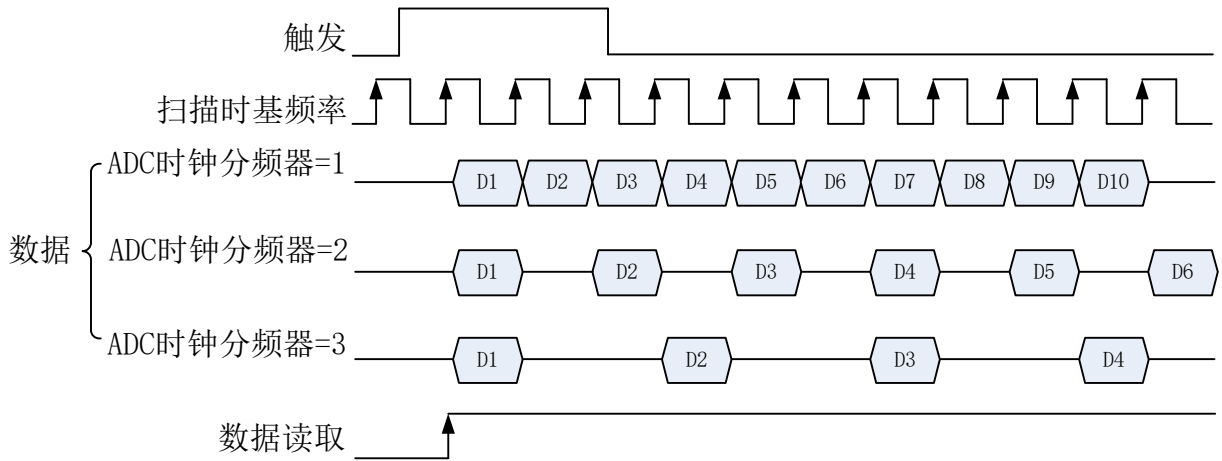 触发
扫描时基频率
数据
ADC时钟分频器=1
D1 D2 D3 D4 D5 D6 D7 D8 D9 D10
ADC时钟分频器=2
D1 D2 D3 D4 D5 D6
ADC时钟分频器=3
D1 D2 D3 D4
数据读取